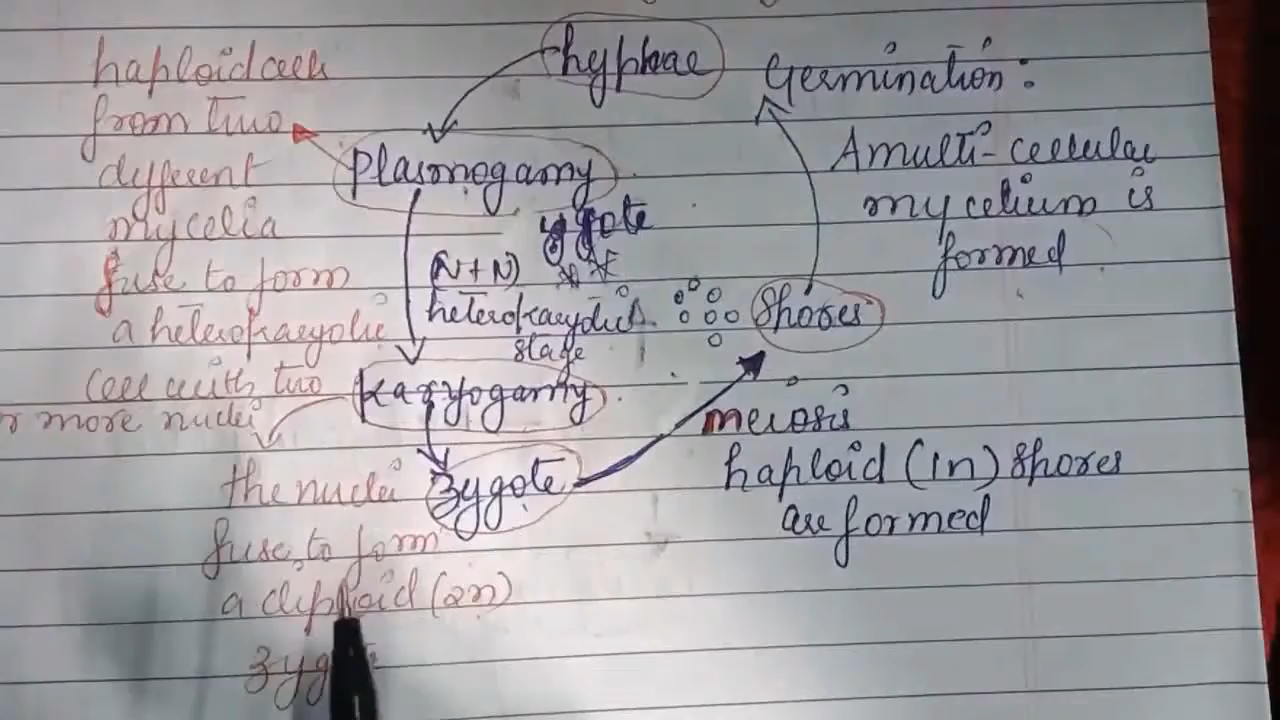 hyphae
haploid cells
from two
dyfferent
mycelia
fuse to form
a heterokaryotic
cell with two
or more nuclei
Plasmogamy
(N+N)
heterokaryotic
stage
Karyogamy
the nuclei
fuse to form
a diploid (2n)
zyg
Zygote
meiosis
haploid (1n) spores
are formed
Spores
Germination:
A multi-cellular
mycelium is
formed